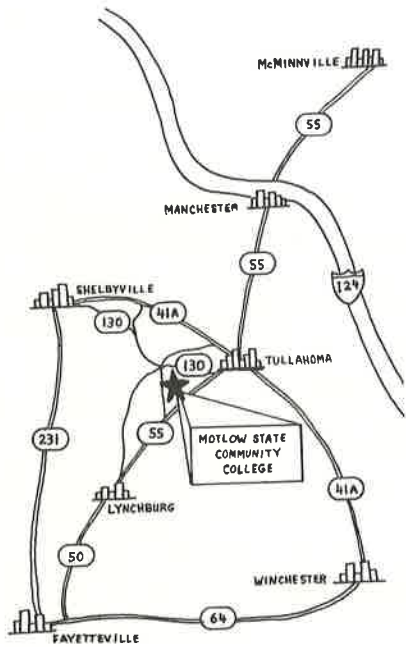 McMINNVILLE
55
MANCHESTER
55
I24
SHELBYVILLE
41A
130
130
TULLAHOMA
231
55
MOTLOW STATE
COMMUNITY
COLLEGE
41A
LYNCHBURG
50
WINCHESTER
64
FAYETTEVILLE